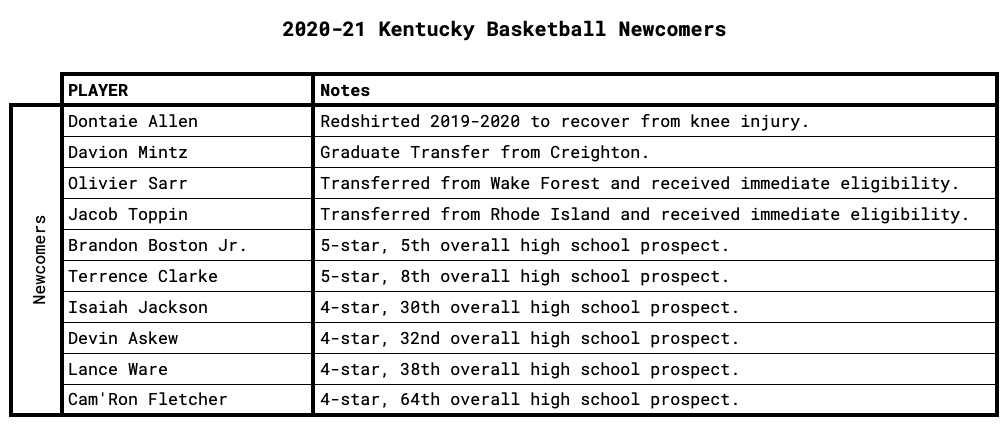 2020-21 Kentucky Basketball Newcomers
PLAYER Notes
Newcomers
Dontaie Allen Redshirted 2019-2020 to recover from knee injury.
Davion Mintz Graduate Transfer from Creighton.
Olivier Sarr Transferred from Wake Forest and received immediate eligibility.
Jacob Toppin Transferred from Rhode Island and received immediate eligibility.
Brandon Boston Jr. 5-star, 5th overall high school prospect.
Terrence Clarke 5-star, 8th overall high school prospect.
Isaiah Jackson 4-star, 30th overall high school prospect.
Devin Askew 4-star, 32nd overall high school prospect.
Lance Ware 4-star, 38th overall high school prospect.
Cam'Ron Fletcher 4-star, 64th overall high school prospect.